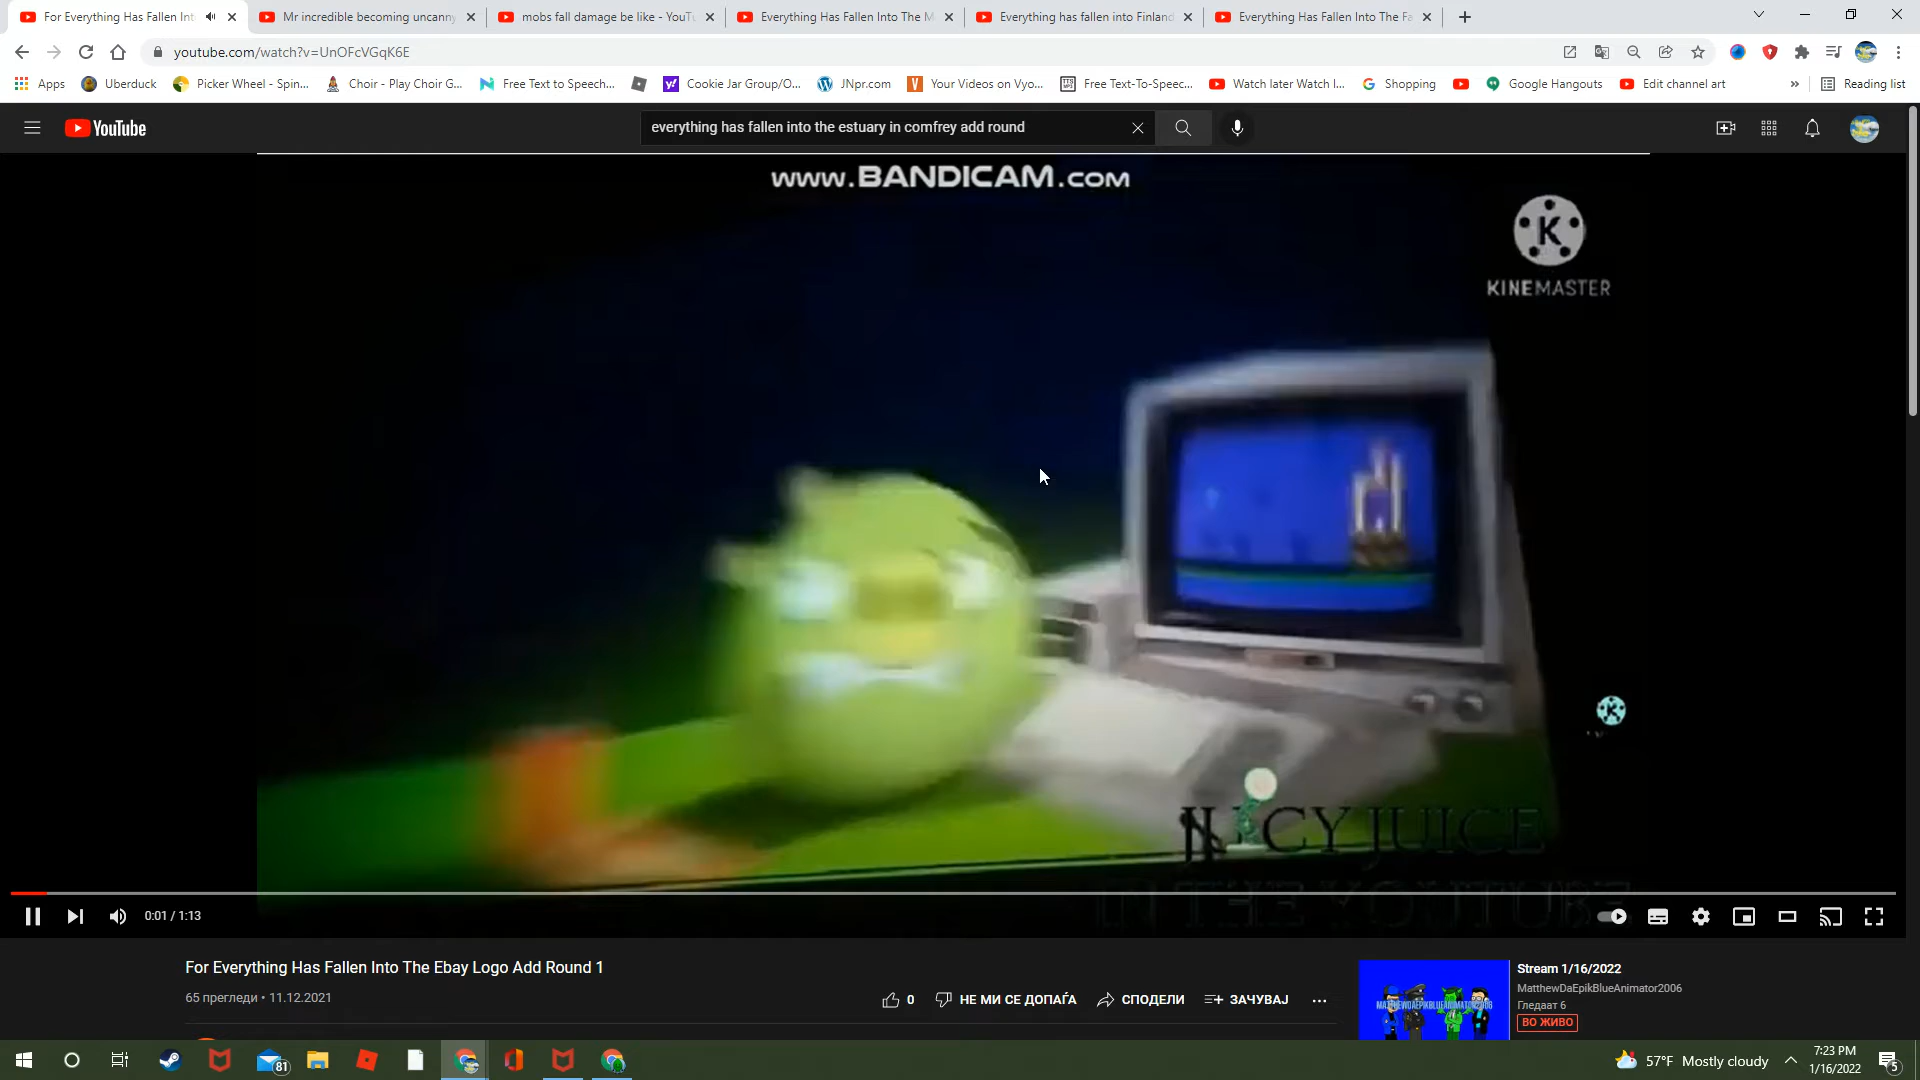 For Everything Has Fallen Int
Mr incredible becoming uncanny
mobs fall damage be like - YouTu
Everything Has Fallen Into The M
Everything has fallen into Finland
Everything Has Fallen Into The Fa
youtube.com/watch?v=UnOFcVGqK6E
Apps
Uberduck
Picker Wheel - Spin...
Choir - Play Choir G...
Free Text to Speech...
Cookie Jar Group/O...
JNpr.com
Your Videos on Vyo...
Free Text-To-Speec...
Watch later Watch l...
Shopping
Google Hangouts
Edit channel art
»
Reading list
YouTube
everything has fallen into the estuary in comfrey add round
www.BANDICAM.com
K
KINEMASTER
JUICY JUICE
0:01 / 1:13
For Everything Has Fallen Into The Ebay Logo Add Round 1
65 прегледи • 11.12.2021
0
НЕ МИ СЕ ДОПАЃА
СПОДЕЛИ
ЗАЧУВАЈ
Stream 1/16/2022
MatthewDaEpikBlueAnimator2006
Гледаат 6
ВО ЖИВО
MATTHEWDAEPIKBLUEANIMATOR2006
81
57°F Mostly cloudy
7:23 PM
1/16/2022
5